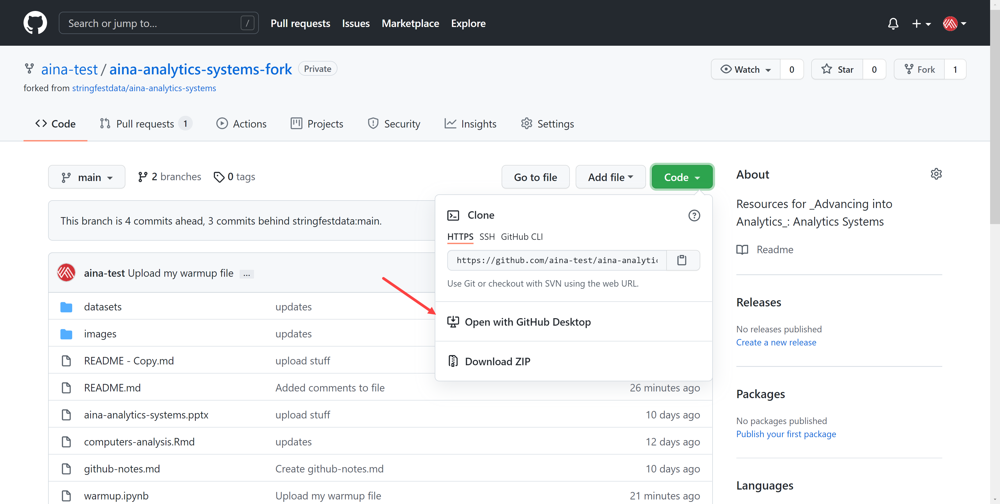 Search or jump to... / Pull requests Issues Marketplace Explore
aina-test / aina-analytics-systems-fork Private Watch 0 Star 0 Fork 1
forked from stringfestdata/aina-analytics-systems
Code Pull requests 1 Actions Projects Security Insights Settings
main 2 branches 0 tags Go to file Add file Code
This branch is 4 commits ahead, 3 commits behind stringfestdata:main.
Clone
HTTPS SSH GitHub CLI
https://github.com/aina-test/aina-analytic
Use Git or checkout with SVN using the web URL.
Open with GitHub Desktop
Download ZIP
aina-test Upload my warmup file ...
datasets updates
images updates
README - Copy.md upload stuff
README.md Added comments to file 26 minutes ago
aina-analytics-systems.pptx upload stuff 10 days ago
computers-analysis.Rmd updates 12 days ago
github-notes.md Create github-notes.md 10 days ago
warmup.ipynb Upload my warmup file 21 minutes ago
About
Resources for _Advancing into
Analytics_: Analytics Systems
Readme
Releases
No releases published
Create a new release
Packages
No packages published
Publish your first package
Languages